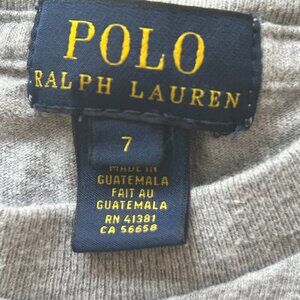 POLO
RALPH LAUREN
7
MADE IN
GUATEMALA
FAIT AU
GUATEMALA
RN 41381
CA 56658